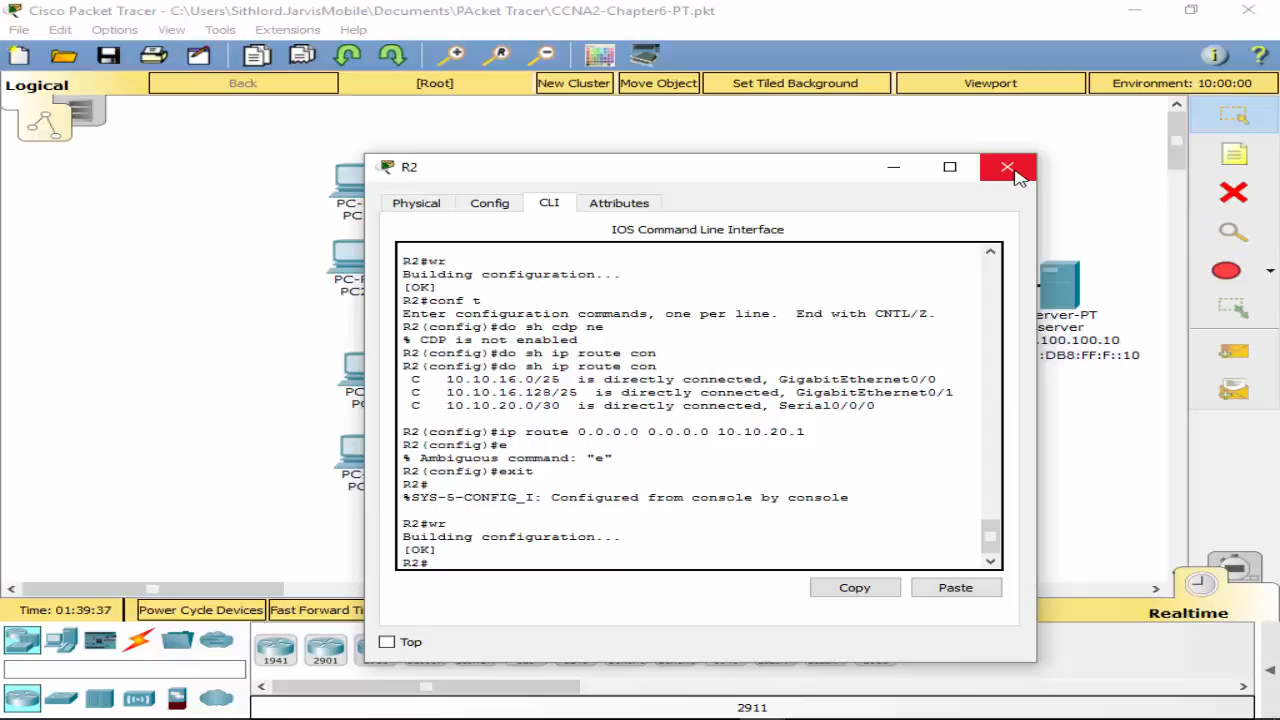 Cisco Packet Tracer - C:\Users\Sithlord.JarvisMobile\Documents\PAcket Tracer\CCNA2-Chapter6-PT.pkt
File Edit Options View Tools Extensions Help
Logical Back [Root] New Cluster Move Object Set Tiled Background Viewport Environment: 10:00:00
R2
Physical Config CLI Attributes
IOS Command Line Interface
R2#wr
Building configuration...
[OK]
R2#conf t
Enter configuration commands, one per line.  End with CNTL/Z.
R2(config)#do sh cdp ne
% CDP is not enabled
R2(config)#do sh ip route con
R2(config)#do sh ip route con
C   10.10.16.0/25  is directly connected, GigabitEthernet0/0
C   10.10.16.128/25  is directly connected, GigabitEthernet0/1
C   10.10.20.0/30  is directly connected, Serial0/0/0
R2(config)#ip route 0.0.0.0 0.0.0.0 10.10.20.1
R2(config)#e
% Ambiguous command: "e"
R2(config)#exit
R2#
%SYS-5-CONFIG_I: Configured from console by console
R2#wr
Building configuration...
[OK]
R2#
Copy Paste
Top
PC-
PC
PC-
PC2
PC
PC
PC-
PC
erver-PT
server
.100.100.10
:DB8:FF:F::10
Time: 01:39:37 Power Cycle Devices Fast Forward Ti
Realtime
1941 2901
2911